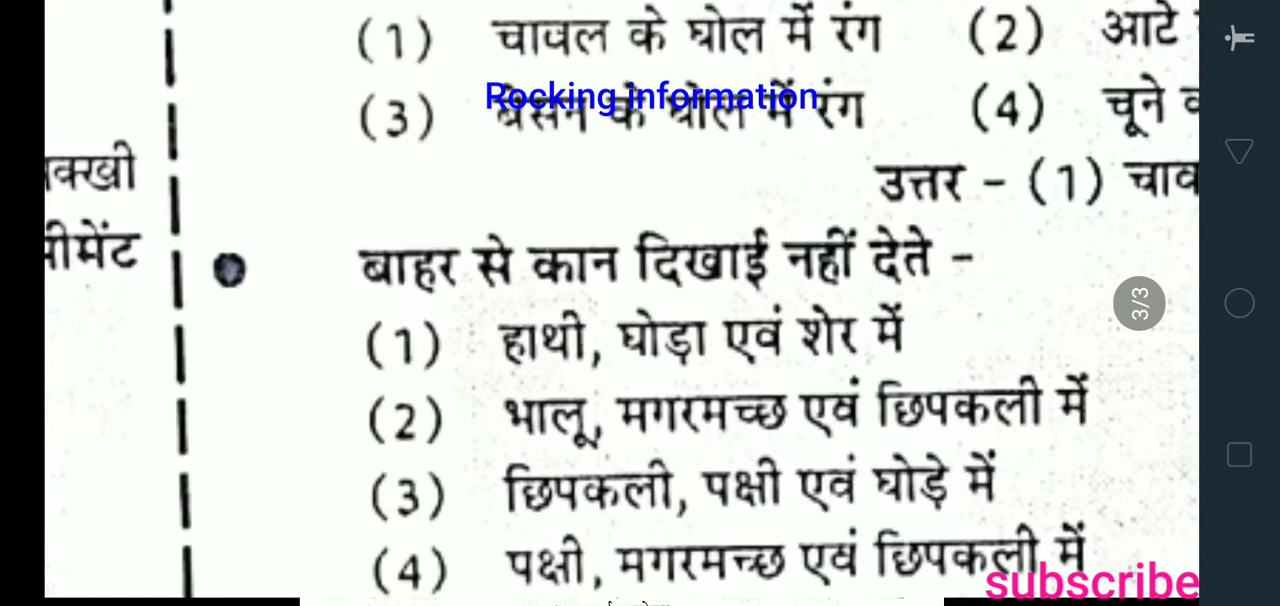 (1) चावल के घोल में रंग (2) आटे
Rocking information
(3) बेसन के घोल में रंग (4) चूने
उत्तर - (1) चाव
क्खी
मेंट
बाहर से कान दिखाई नहीं देते -
(1) हाथी, घोड़ा एवं शेर में
3/3
(2) भालू, मगरमच्छ एवं छिपकली में
(3) छिपकली, पक्षी एवं घोड़े में
(4) पक्षी, मगरमच्छ एवं छिपकली में
subscribe